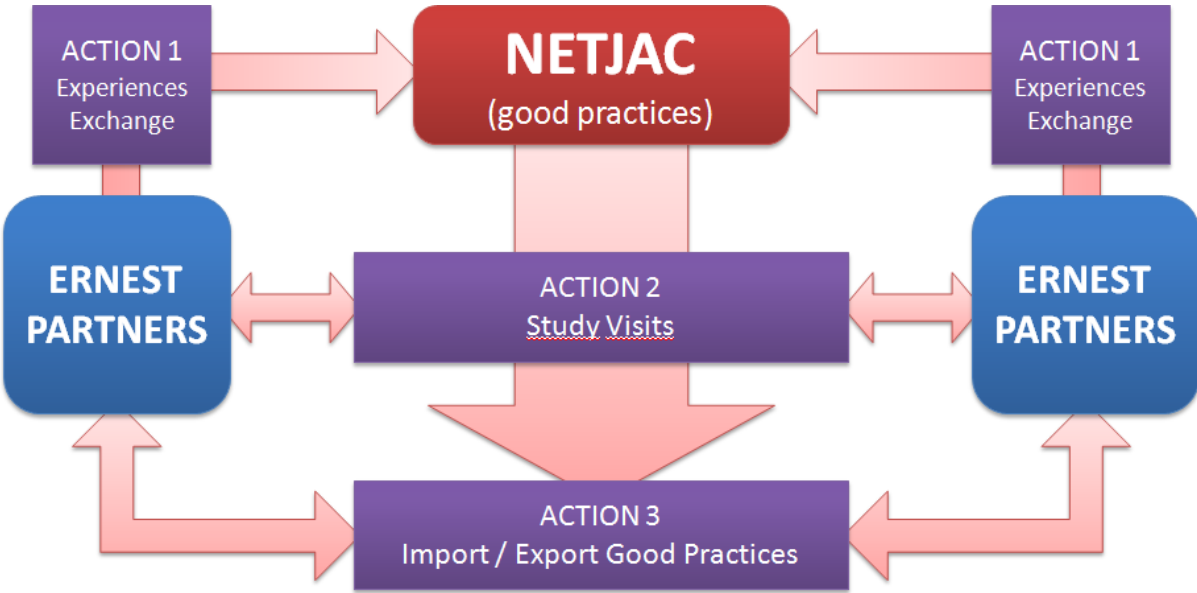 ACTION 1
Experiences
Exchange
NETJAC
(good practices)
ACTION 1
Experiences
Exchange
ERNEST
PARTNERS
ACTION 2
Study Visits
ERNEST
PARTNERS
ACTION 3
Import / Export Good Practices